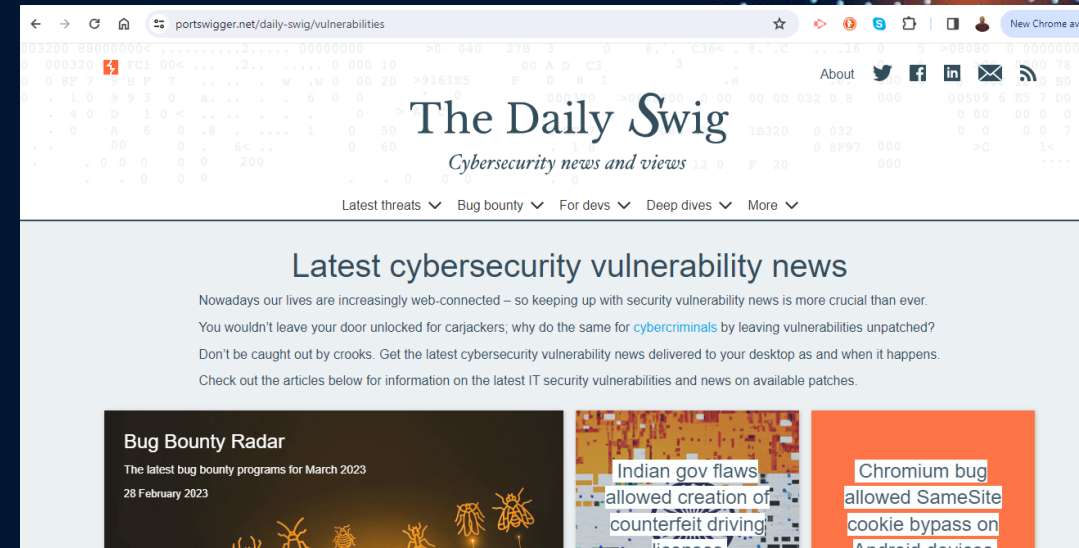 portswigger.net/daily-swig/vulnerabilities
New Chrome av
About
The Daily Swig
Cybersecurity news and views
Latest threats
Bug bounty
For devs
Deep dives
More
Latest cybersecurity vulnerability news
Nowadays our lives are increasingly web-connected – so keeping up with security vulnerability news is more crucial than ever.
You wouldn’t leave your door unlocked for carjackers; why do the same for cybercriminals by leaving vulnerabilities unpatched?
Don’t be caught out by crooks. Get the latest cybersecurity vulnerability news delivered to your desktop as and when it happens.
Check out the articles below for information on the latest IT security vulnerabilities and news on available patches.
Bug Bounty Radar
The latest bug bounty programs for March 2023
28 February 2023
Indian gov flaws
allowed creation of
counterfeit driving
licences
Chromium bug
allowed SameSite
cookie bypass on
Android devices